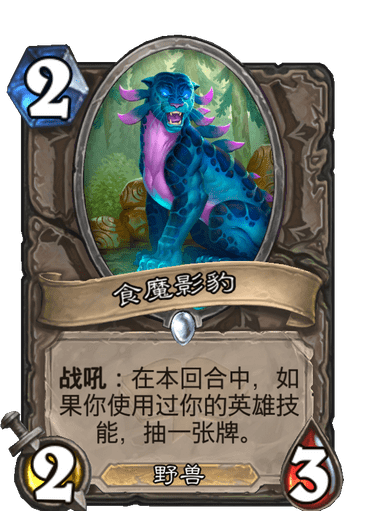 2
食魔影豹
战吼：在本回合中，如
果你使用过你的英雄技
能，抽一张牌。
2
野兽
3